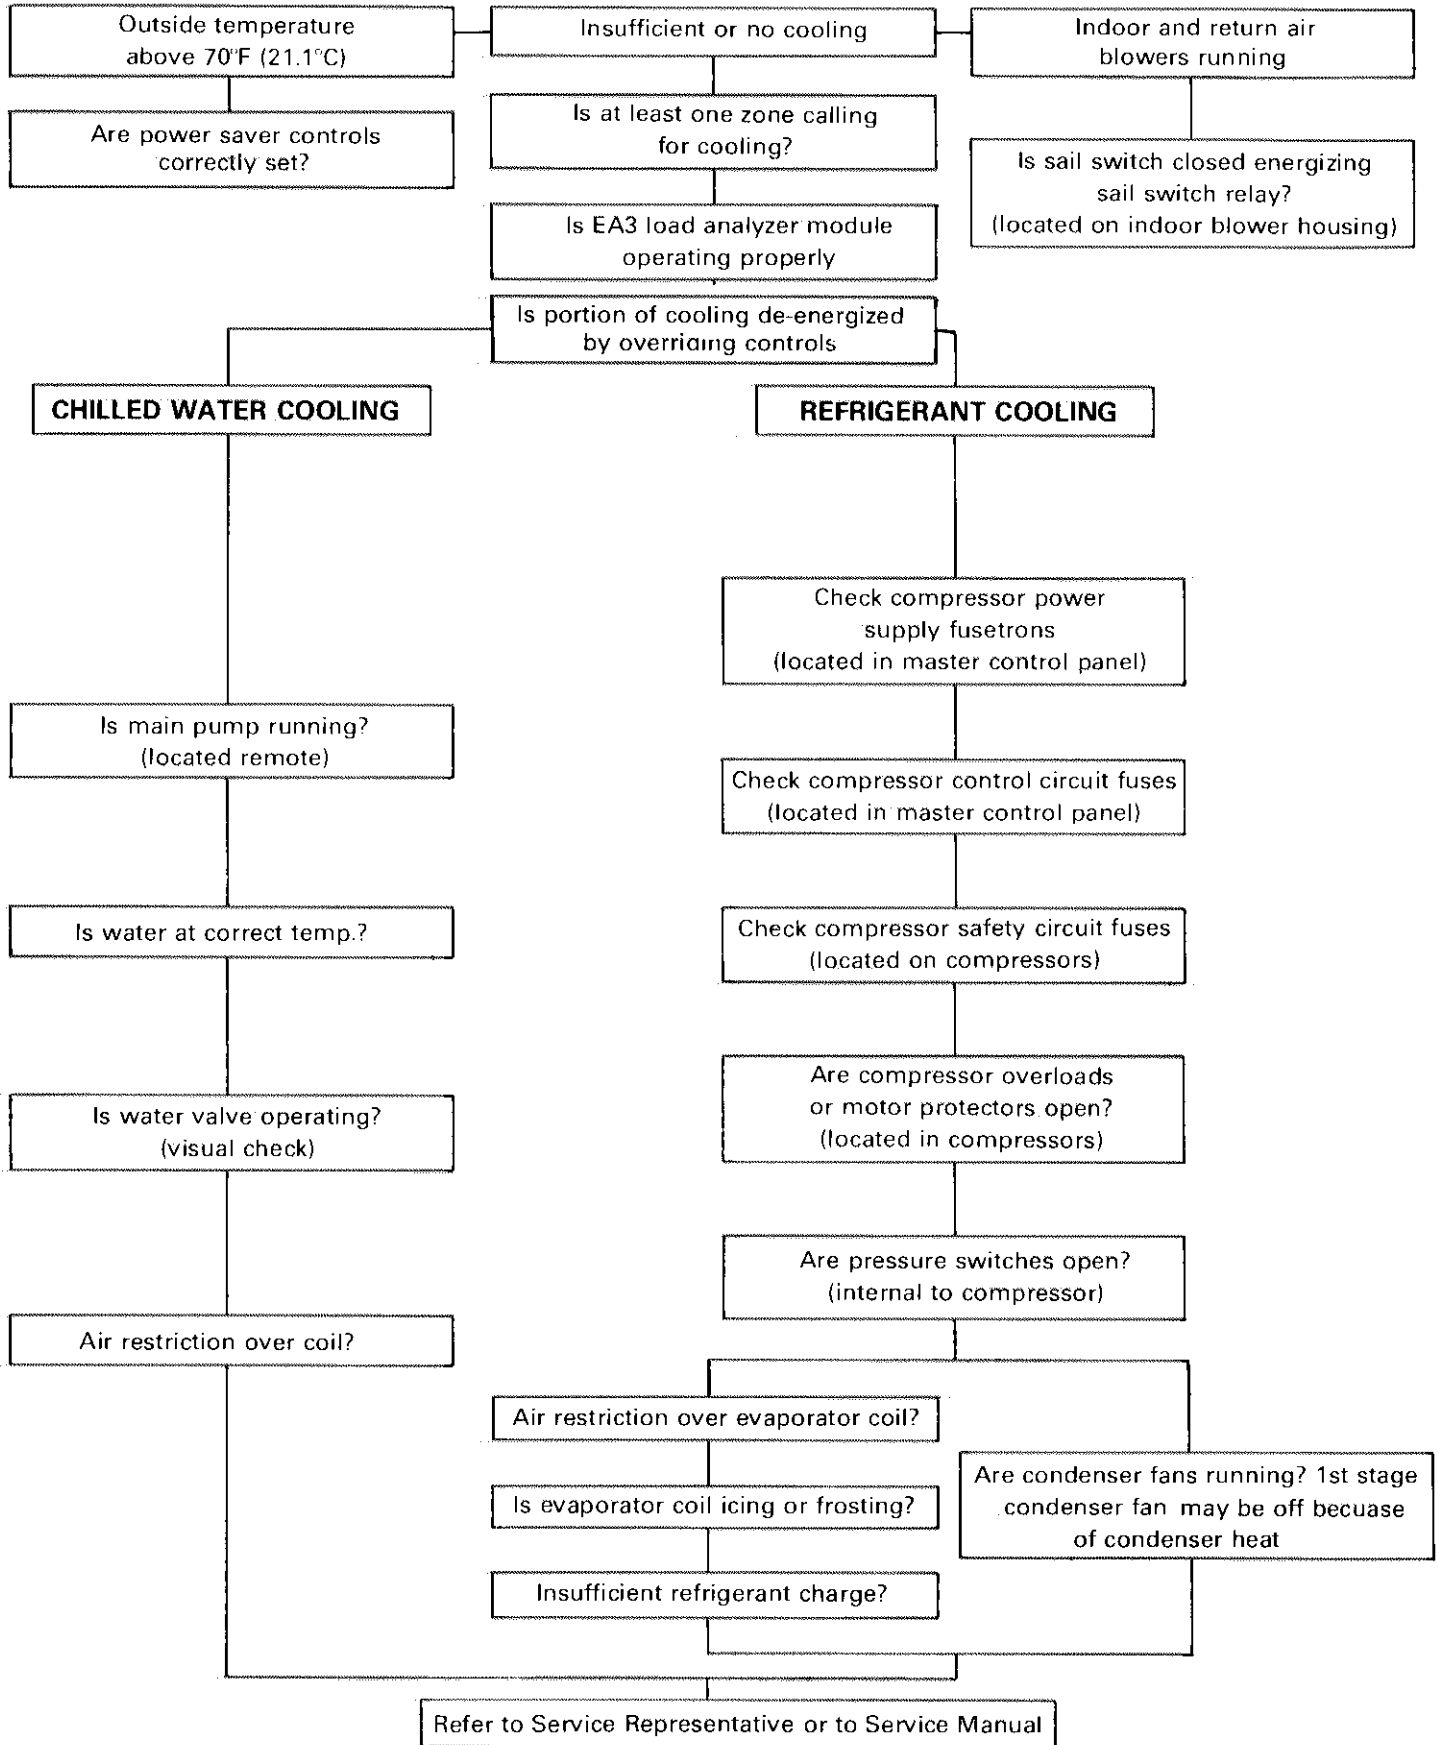 Outside temperature
above 70°F (21.1°C)
Insufficient or no cooling
Indoor and return air
blowers running
Are power saver controls
correctly set?
Is at least one zone calling
for cooling?
Is sail switch closed energizing
sail switch relay?
(located on indoor blower housing)
Is EA3 load analyzer module
operating properly
Is portion of cooling de-energized
by overriding controls
CHILLED WATER COOLING
REFRIGERANT COOLING
Check compressor power
supply fusetrons
(located in master control panel)
Is main pump running?
(located remote)
Check compressor control circuit fuses
(located in master control panel)
Is water at correct temp.?
Check compressor safety circuit fuses
(located on compressors)
Is water valve operating?
(visual check)
Are compressor overloads
or motor protectors open?
(located in compressors)
Are pressure switches open?
(internal to compressor)
Air restriction over coil?
Air restriction over evaporator coil?
Is evaporator coil icing or frosting?
Insufficient refrigerant charge?
Are condenser fans running? 1st stage
condenser fan may be off becuase
of condenser heat
Refer to Service Representative or to Service Manual